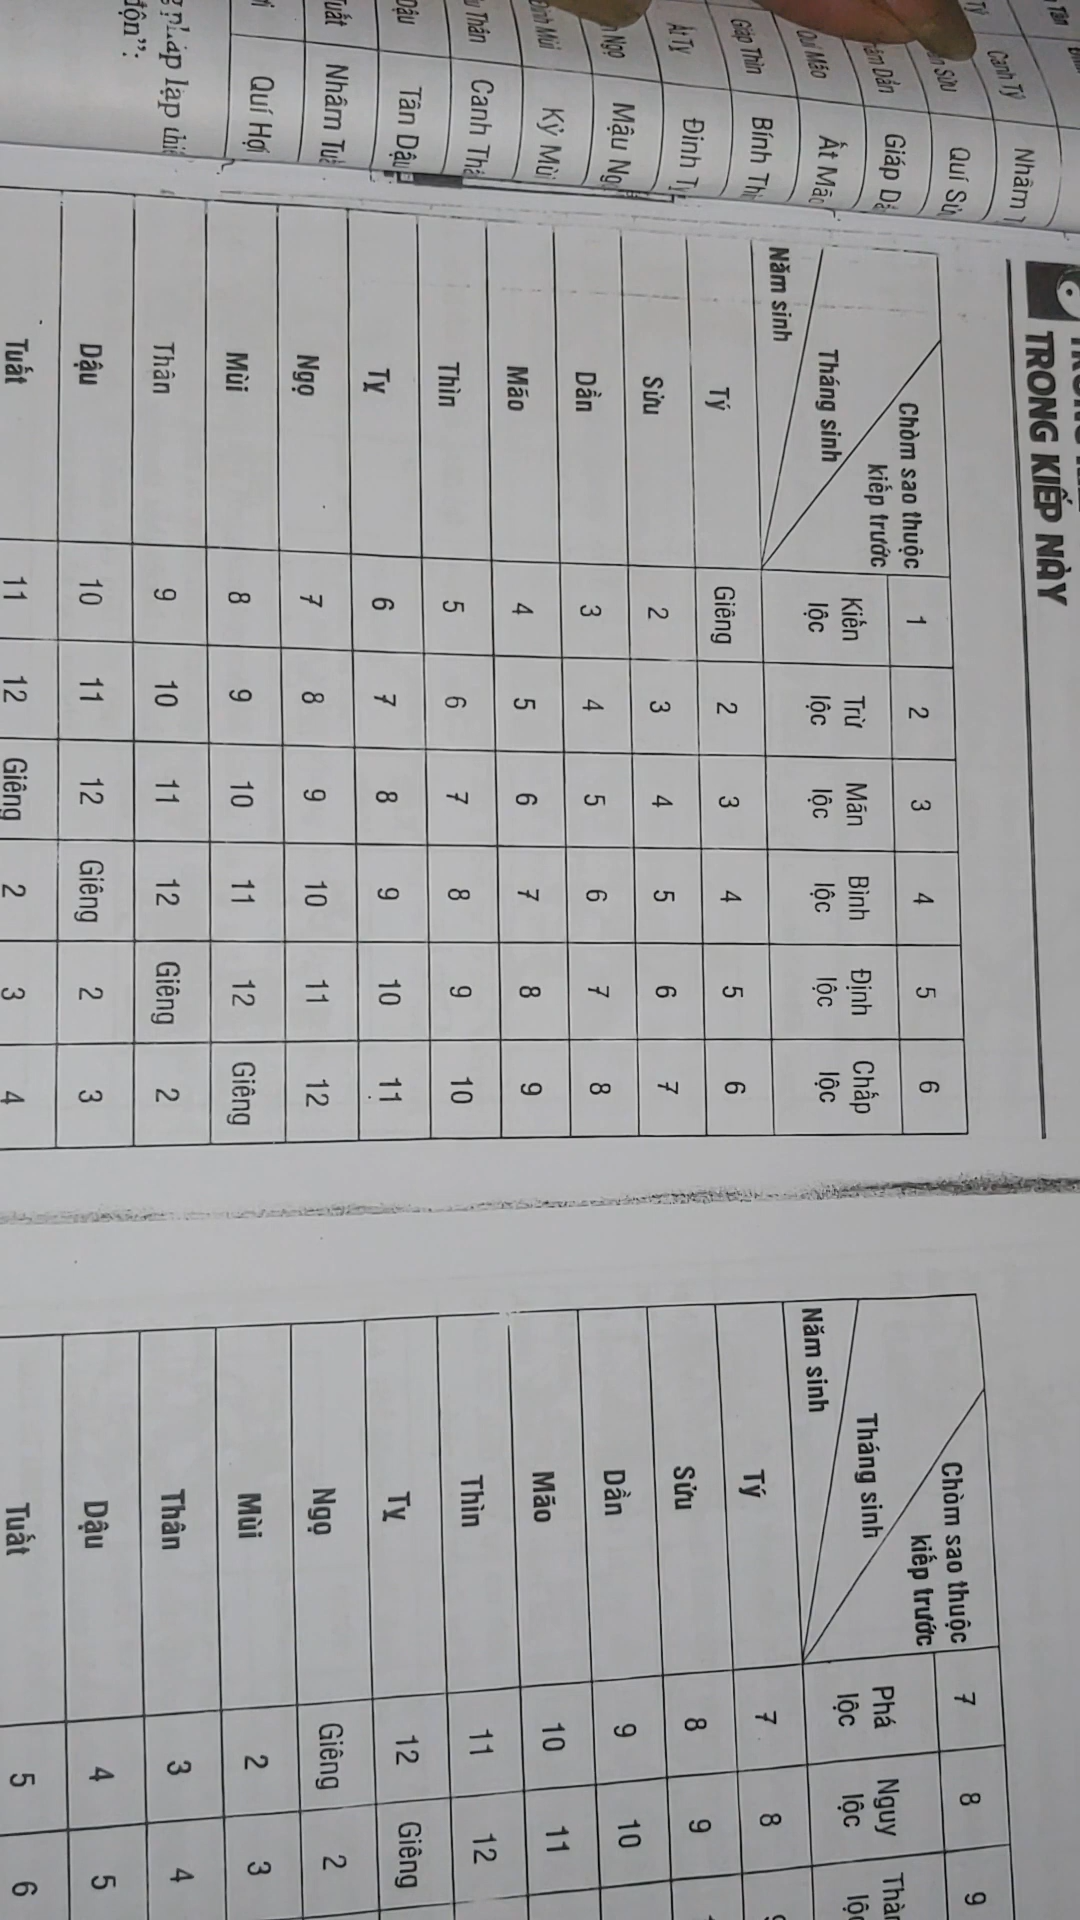 Canh Tý Nhâm
Sửu Quí Sửu
Dần Giáp
Quí Mão Ất Mão
Giáp Thìn Bính
Ất Tỵ Đinh
Ngọ Mậu
Mùi Kỷ Mùi
Thân Canh
Dậu Tân Dậu
Tuất Nhâm
Quí Hợi
lập
độn":
TRONG KIẾP NÀY
Chòm sao thuộc kiếp trước 1 2 3 4 5 6
Tháng sinh Kiến lộc Trừ lộc Mãn lộc Bình lộc Định lộc Chấp lộc
Năm sinh
Tý Giêng 2 3 4 5 6
Sửu 2 3 4 5 6 7
Dần 3 4 5 6 7 8
Mão 4 5 6 7 8 9
Thìn 5 6 7 8 9 10
Tỵ 6 7 8 9 10 11
Ngọ 7 8 9 10 11 12
Mùi 8 9 10 11 12 Giêng
Thân 9 10 11 12 Giêng 2
Dậu 10 11 12 Giêng 2 3
Tuất 11 12 Giêng 2 3 4
Chòm sao thuộc kiếp trước 7 8 9
Tháng sinh Phá lộc Nguy lộc
Năm sinh
Tý 7 8
Sửu 8 9
Dần 9 10
Mão 10 11
Thìn 11 12
Tỵ 12 Giêng
Ngọ Giêng 2
Mùi 2 3
Thân 3 4
Dậu 4 5
Tuất 5 6